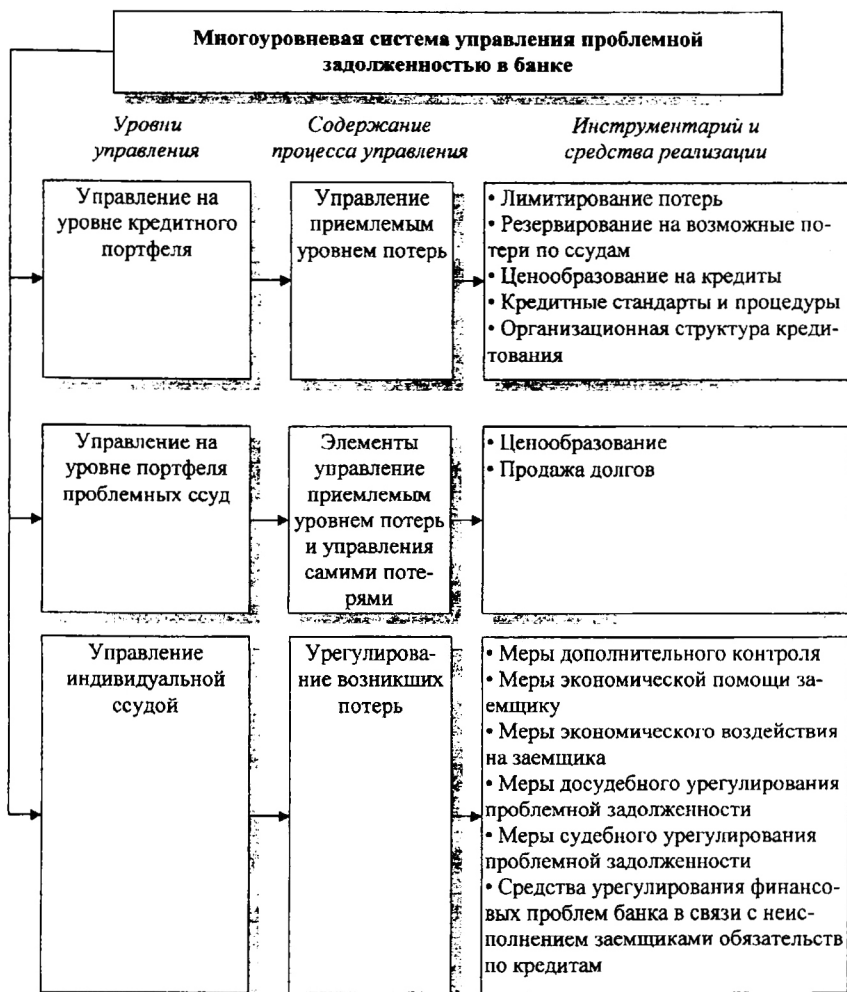 Многоуровневая система управления проблемной
задолженностью в банке
Уровни
управления
Содержание
процесса управления
Инструментарий и
средства реализации
Управление на
уровне кредитного
портфеля
Управление
приемлемым
уровнем потерь
• Лимитирование потерь
• Резервирование на возможные по-
тери по ссудам
• Ценообразование на кредиты
• Кредитные стандарты и процедуры
• Организационная структура креди-
тования
Управление на
уровне портфеля
проблемных ссуд
Элементы
управление
приемлемым
уровнем потерь
и управления
самими поте-
рями
• Ценообразование
• Продажа долгов
Управление
индивидуальной
ссудой
Урегулирова-
ние возникших
потерь
• Меры дополнительного контроля
• Меры экономической помощи за-
емщику
• Меры экономического воздействия
на заемщика
• Меры досудебного урегулирования
проблемной задолженности
• Меры судебного урегулирования
проблемной задолженности
• Средства урегулирования финансо-
вых проблем банка в связи с неис-
полнением заемщиками обязательств
по кредитам